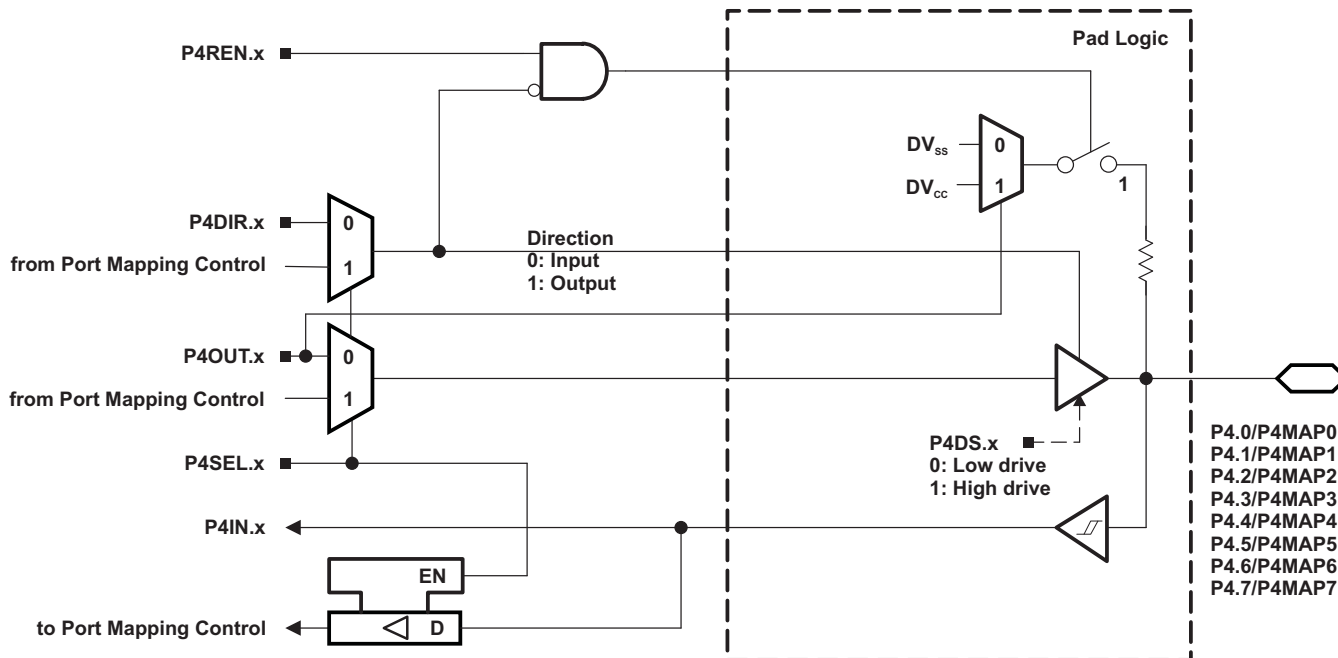 Pad Logic
P4REN.x
DVss
0
DVcc
1
1
P4DIR.x
0
from Port Mapping Control
1
Direction
0: Input
1: Output
P4OUT.x
0
from Port Mapping Control
1
P4SEL.x
P4DS.x
0: Low drive
1: High drive
P4IN.x
EN
to Port Mapping Control
D
P4.0/P4MAP0
P4.1/P4MAP1
P4.2/P4MAP2
P4.3/P4MAP3
P4.4/P4MAP4
P4.5/P4MAP5
P4.6/P4MAP6
P4.7/P4MAP7